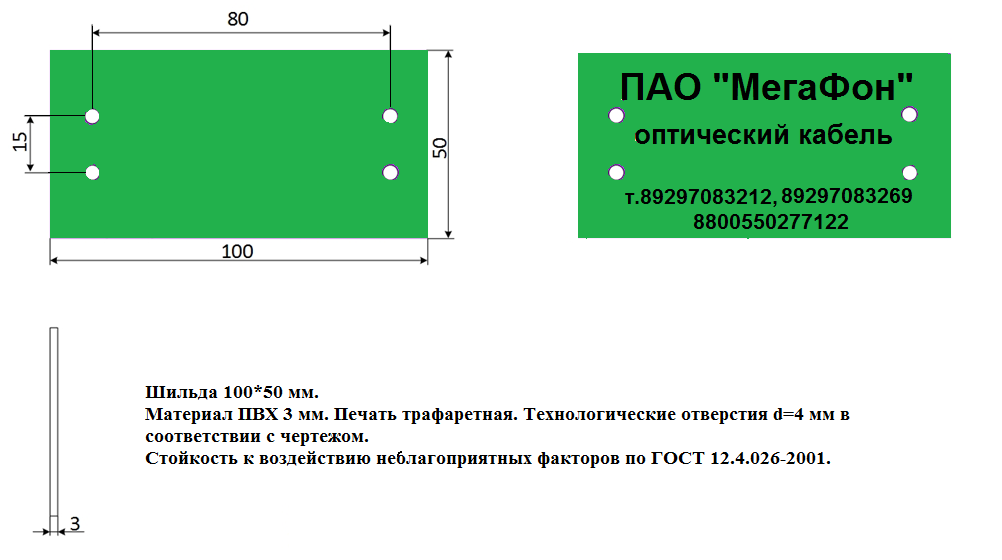 80
15
50
100
ПАО "МегаФон"
оптический кабель
т.89297083212, 89297083269
8800550277122
Шильда 100*50 мм.
Материал ПВХ 3 мм. Печать трафаретная. Технологические отверстия d=4 мм в
соответствии с чертежом.
Стойкость к воздействию неблагоприятных факторов по ГОСТ 12.4.026-2001.
3